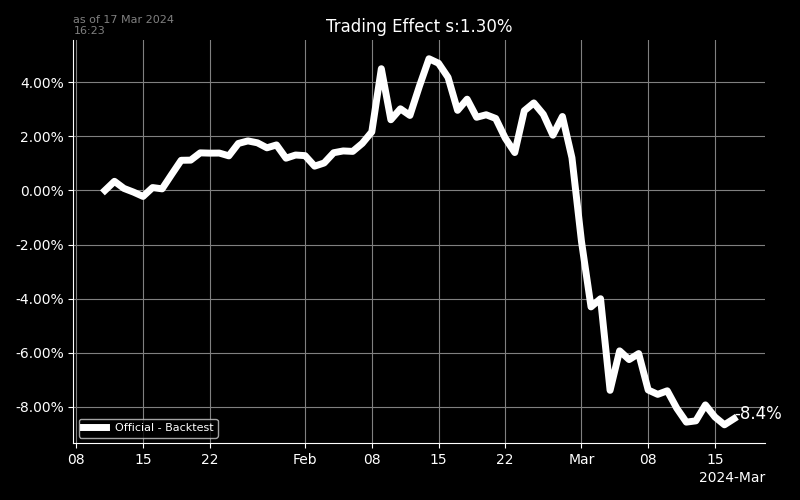 as of 17 Mar 2024
16:23
Trading Effect s:1.30%
4.00%
2.00%
0.00%
-2.00%
-4.00%
-6.00%
-8.00%
-8.4%
Official - Backtest
08 15 22 Feb 08 15 22 Mar 08 15
2024-Mar